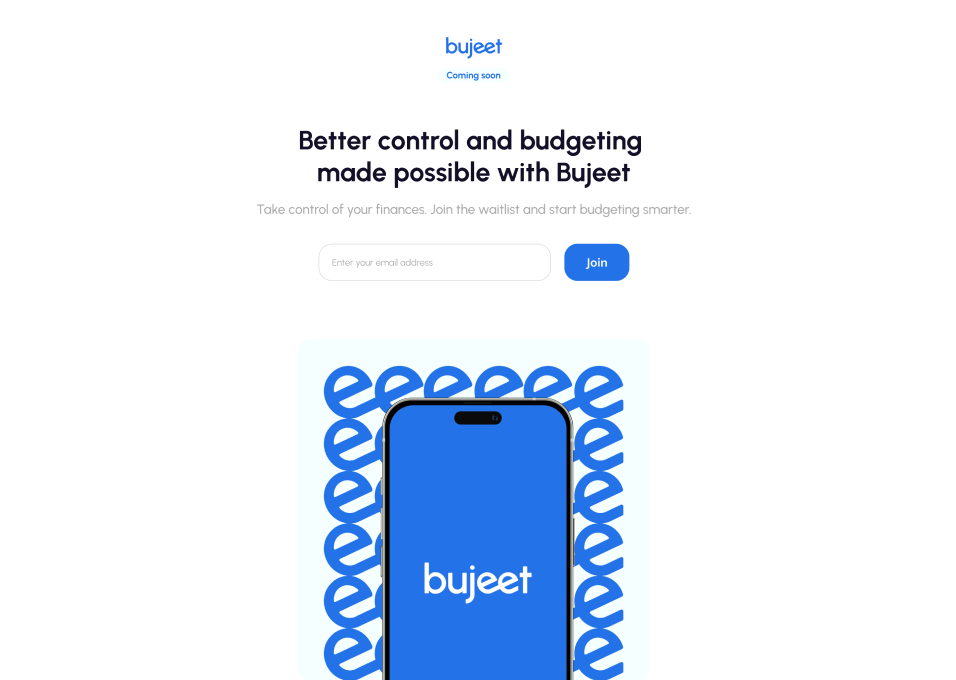 bujeet
Coming soon
Better control and budgeting
made possible with Bujeet
Take control of your finances. Join the waitlist and start budgeting smarter.
Enter your email address
Join
eeeeee
e e
e e
e e
e e
e e
bujeet